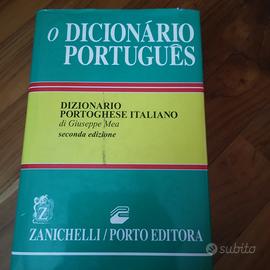 O DICIONÁRIO
PORTUGUÊS
DIZIONARIO
PORTOGHESE ITALIANO
di Giuseppe Mea
seconda edizione
Z
ZANICHELLI / PORTO EDITORA
subito